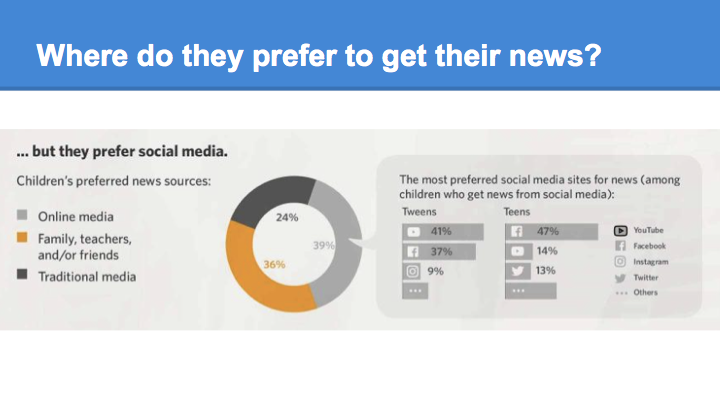 Where do they prefer to get their news?
... but they prefer social media.
Children's preferred news sources:
Online media
Family, teachers,
and/or friends
Traditional media
24%
39%
36%
The most preferred social media sites for news (among
children who get news from social media):
Tweens
41%
37%
9%
...
Teens
47%
14%
13%
...
YouTube
Facebook
Instagram
Twitter
... Others